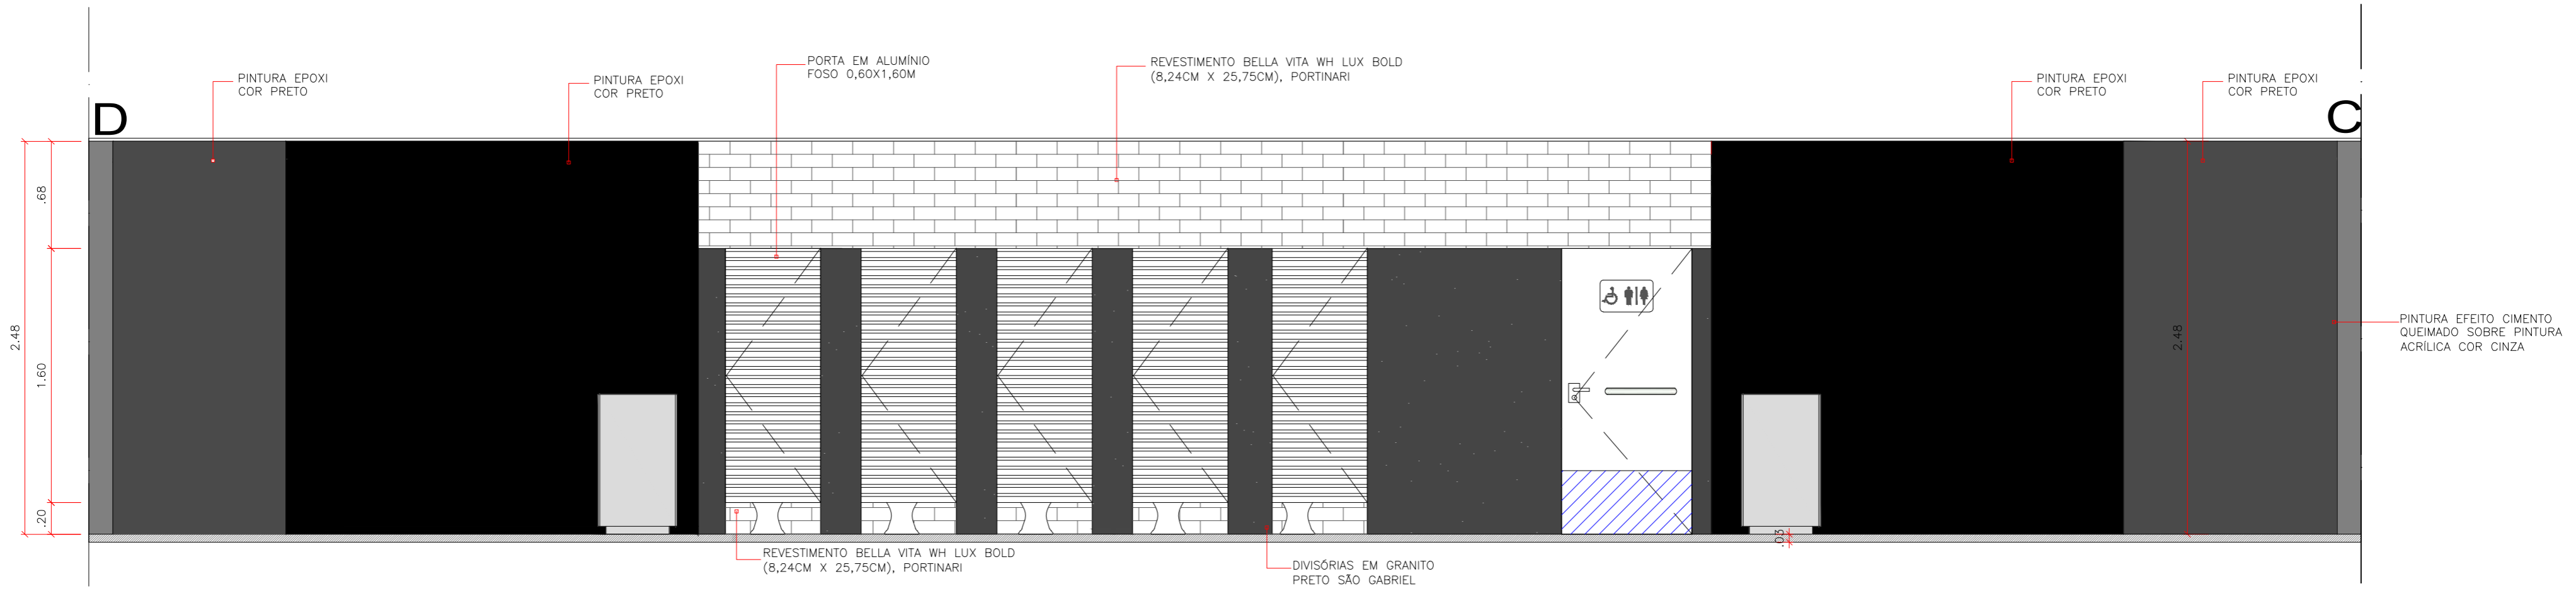 PORTA EM ALUMÍNIO
FOSO 0,60X1,60M
REVESTIMENTO BELLA VITA WH LUX BOLD
(8,24CM X 25,75CM), PORTINARI
PINTURA EPOXI
COR PRETO
PINTURA EPOXI
COR PRETO
PINTURA EPOXI
COR PRETO
PINTURA EPOXI
COR PRETO
D
C
.68
2.48
1.60
.20
2.48
PINTURA EFEITO CIMENTO
QUEIMADO SOBRE PINTURA
ACRÍLICA COR CINZA
.03
REVESTIMENTO BELLA VITA WH LUX BOLD
(8,24CM X 25,75CM), PORTINARI
DIVISÓRIAS EM GRANITO
PRETO SÃO GABRIEL